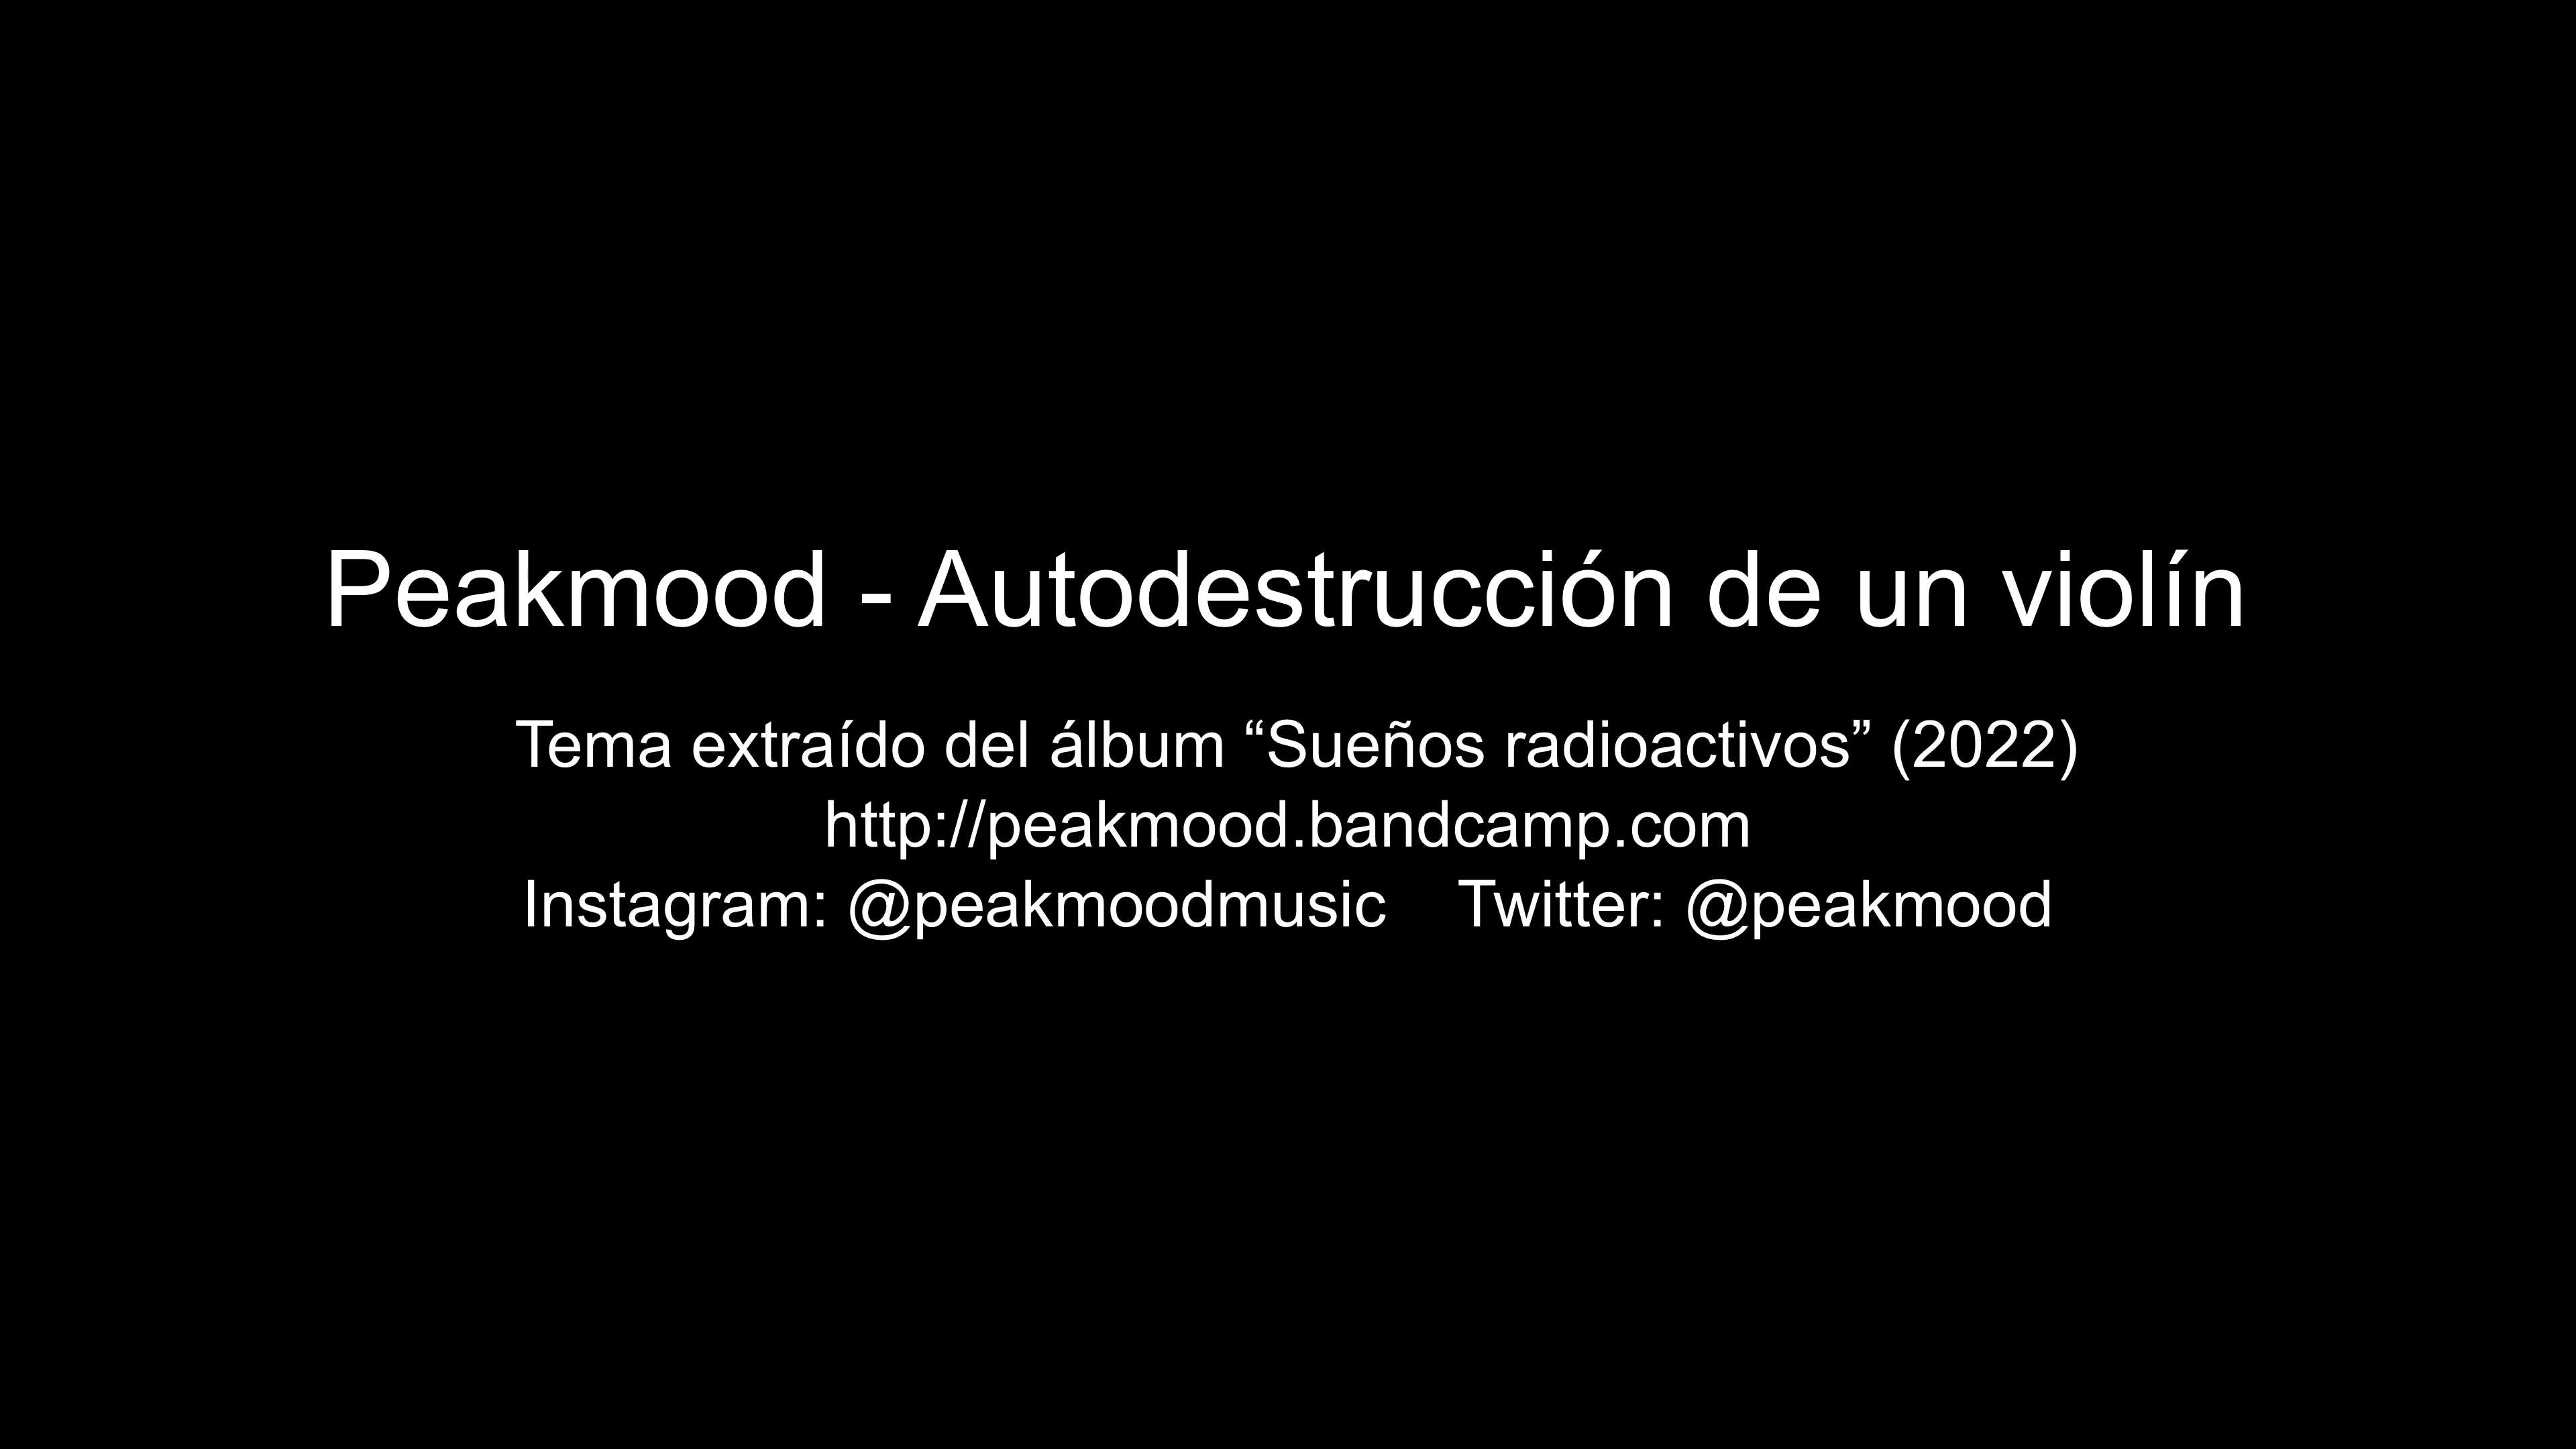 Peakmood - Autodestrucción de un violín
Tema extraído del álbum “Sueños radioactivos” (2022)
http://peakmood.bandcamp.com
Instagram: @peakmoodmusic    Twitter: @peakmood